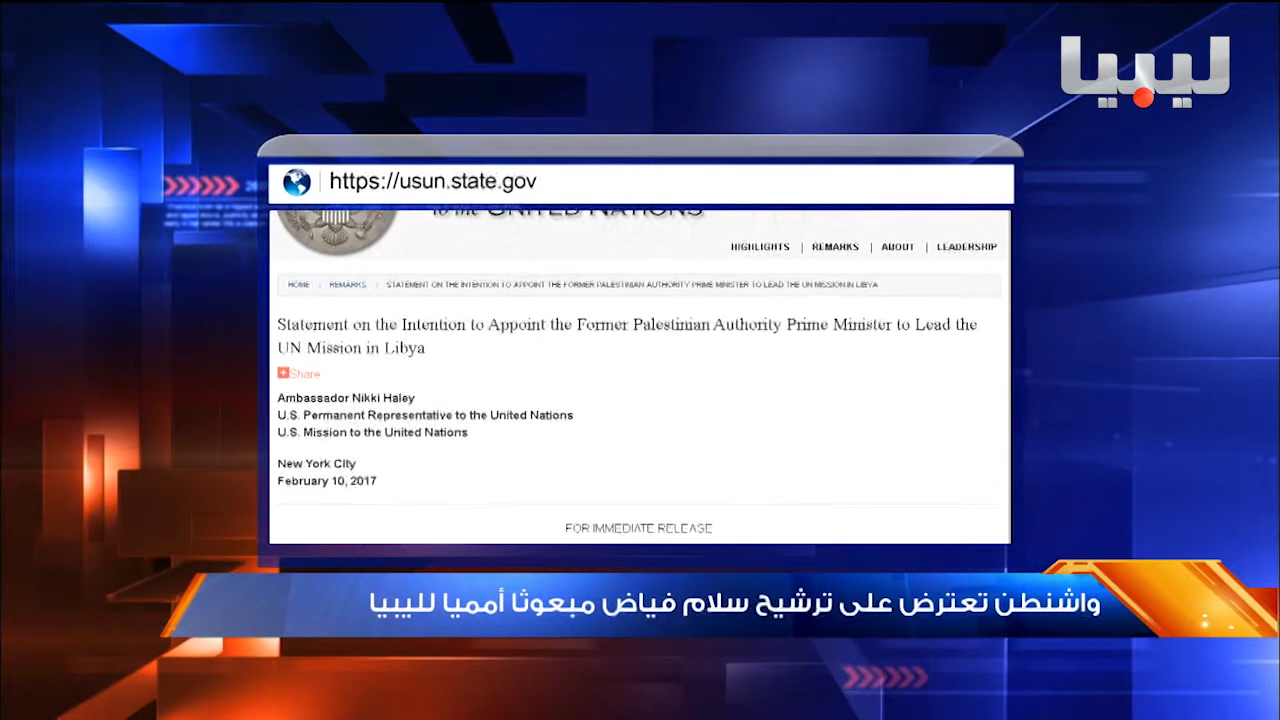 ليبيا
https://usun.state.gov
to the UNITED NATIONS
HIGHLIGHTS | REMARKS | ABOUT | LEADERSHIP
HOME / REMARKS / STATEMENT ON THE INTENTION TO APPOINT THE FORMER PALESTINIAN AUTHORITY PRIME MINISTER TO LEAD THE UN MISSION IN LIBYA
Statement on the Intention to Appoint the Former Palestinian Authority Prime Minister to Lead the
UN Mission in Libya
Share
Ambassador Nikki Haley
U.S. Permanent Representative to the United Nations
U.S. Mission to the United Nations
New York City
February 10, 2017
FOR IMMEDIATE RELEASE
واشنطن تعترض على ترشيح سلام فياض مبعوثا أمميا لليبيا